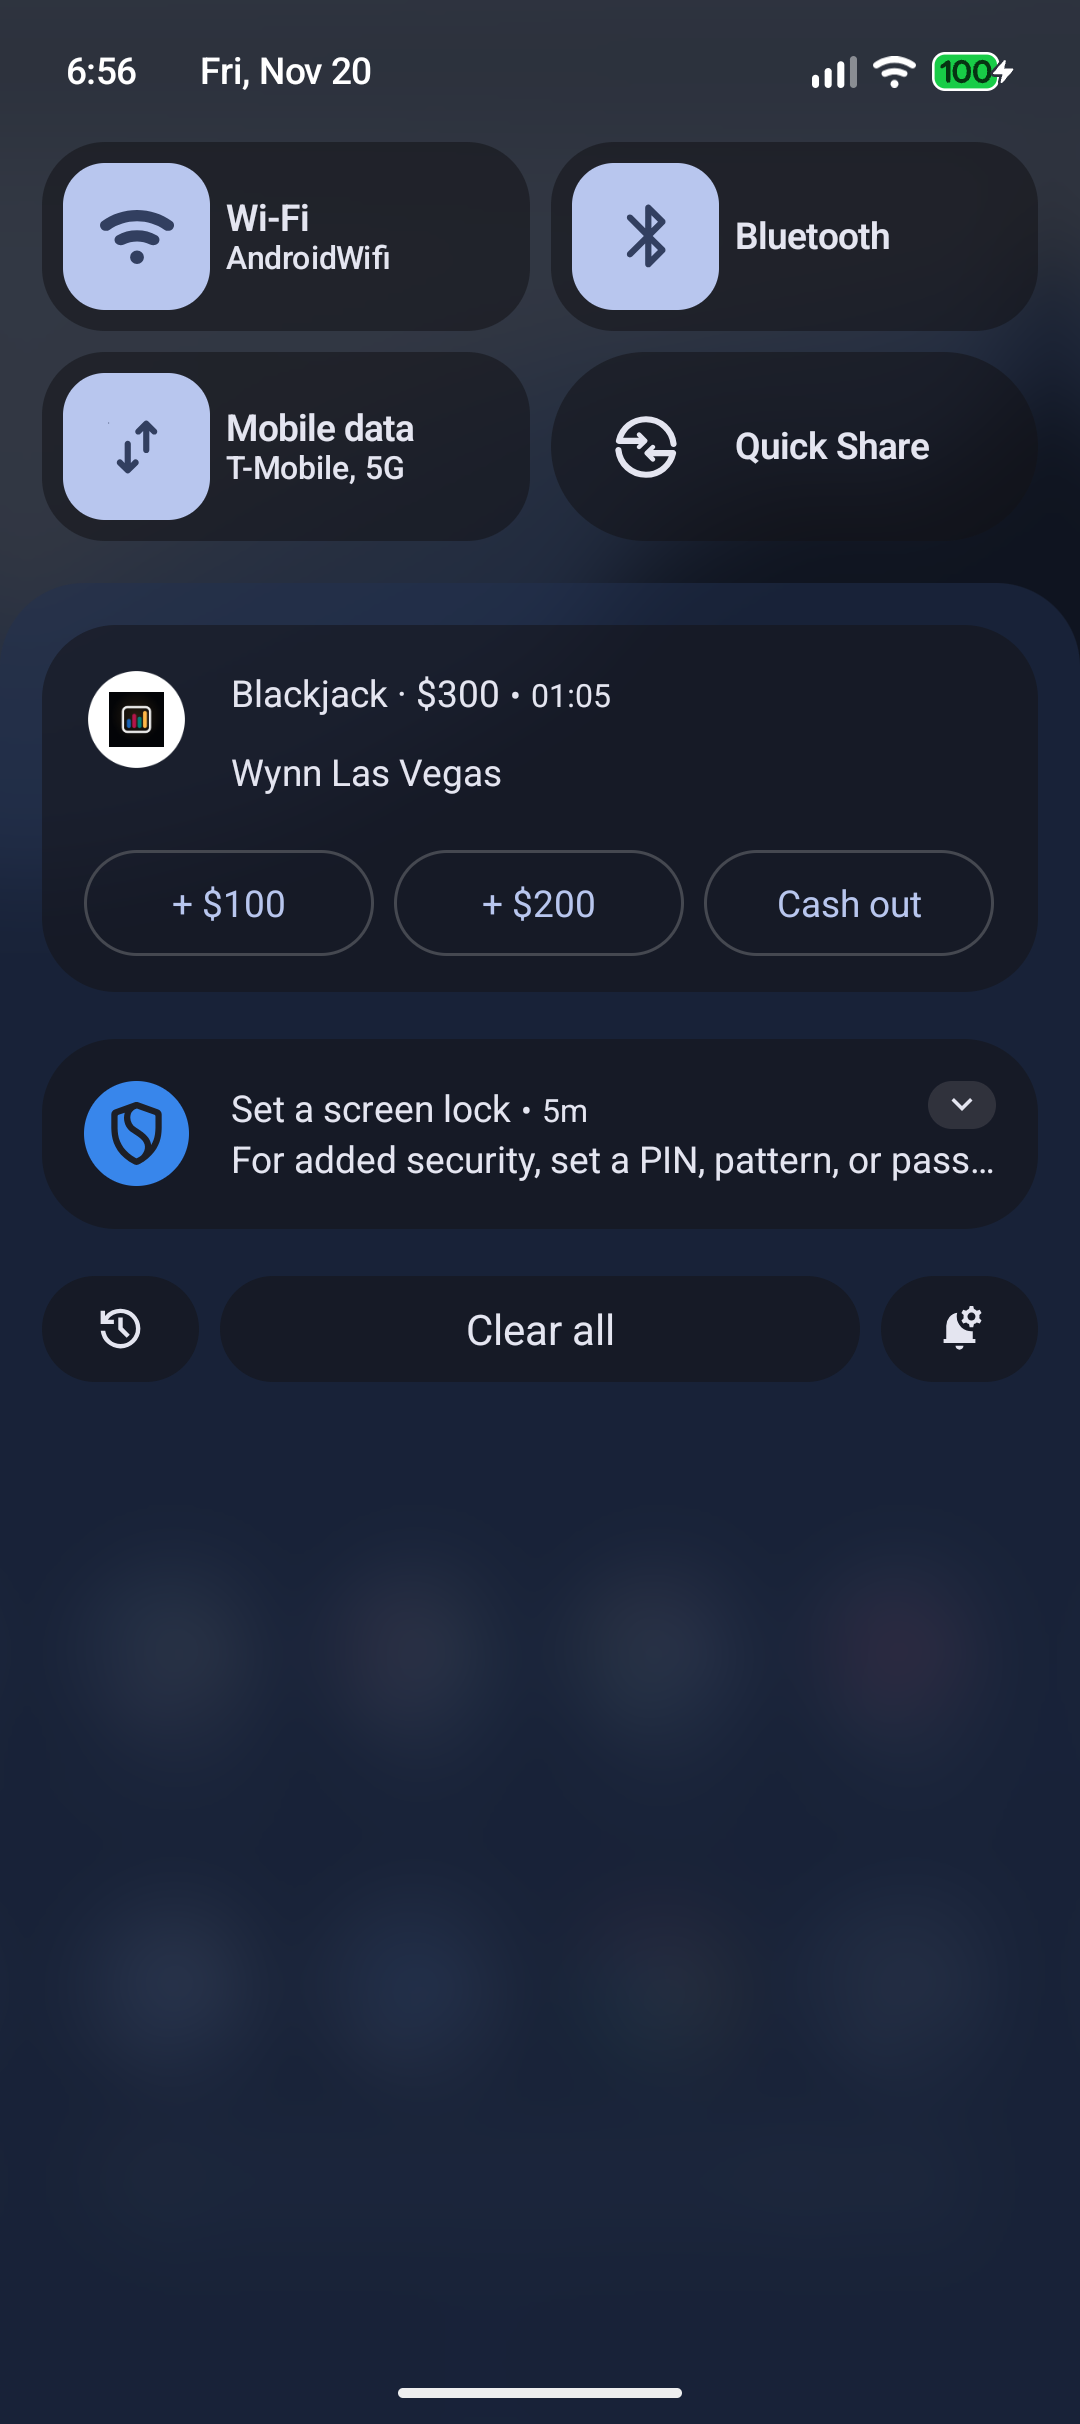 6:56 Fri, Nov 20 100
Wi-Fi
AndroidWifi
Bluetooth
Mobile data
T-Mobile, 5G
Quick Share
Blackjack · $300 • 01:05
Wynn Las Vegas
+ $100 + $200 Cash out
Set a screen lock • 5m
For added security, set a PIN, pattern, or pass...
Clear all